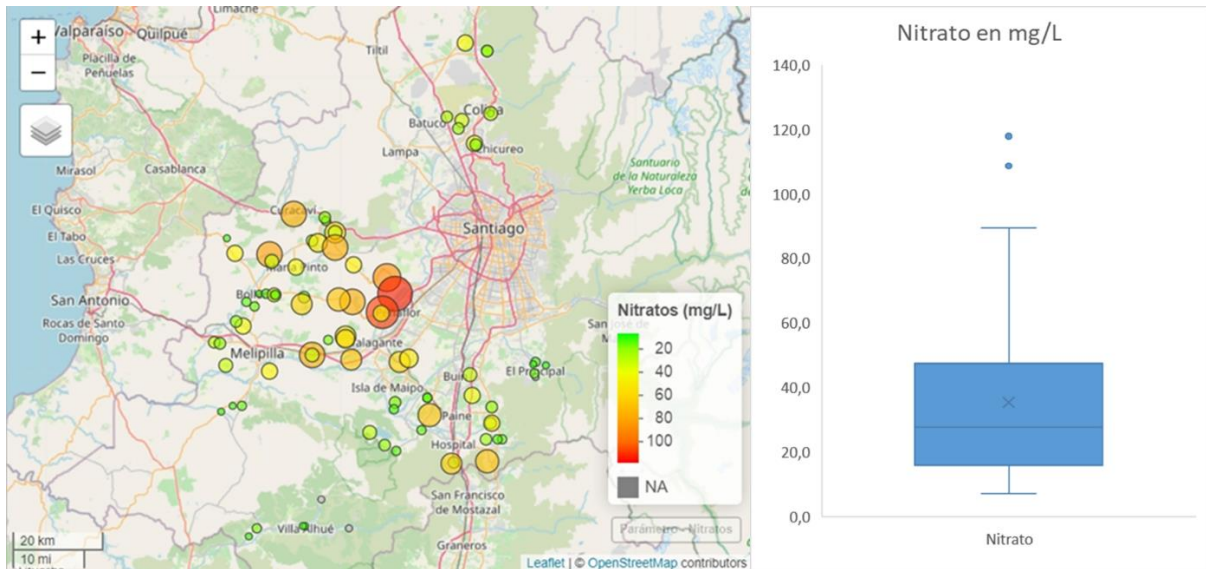 +
−
Limache
Valparaíso
Quilpué
Placilla de
Peñuelas
Tiltil
Colina
Batuco
Chicureo
Lampa
Mirasol
Casablanca
Santuario
de la Naturaleza
Yerba Loca
El Quisco
El Tabo
Las Cruces
Curacaví
Santiago
María Pinto
San Antonio
Rocas de Santo
Domingo
Melipilla
Talagante
Isla de Maipo
Buin
El Principal
Paine
Hospital
San Francisco
de Mostazal
Villa Alhué
Graneros
Nitratos (mg/L)
20
40
60
80
100
NA
Parámetro - Nitratos
20 km
10 mi
Leaflet | © OpenStreetMap contributors
Nitrato en mg/L
140,0
120,0
100,0
80,0
60,0
40,0
20,0
0,0
Nitrato